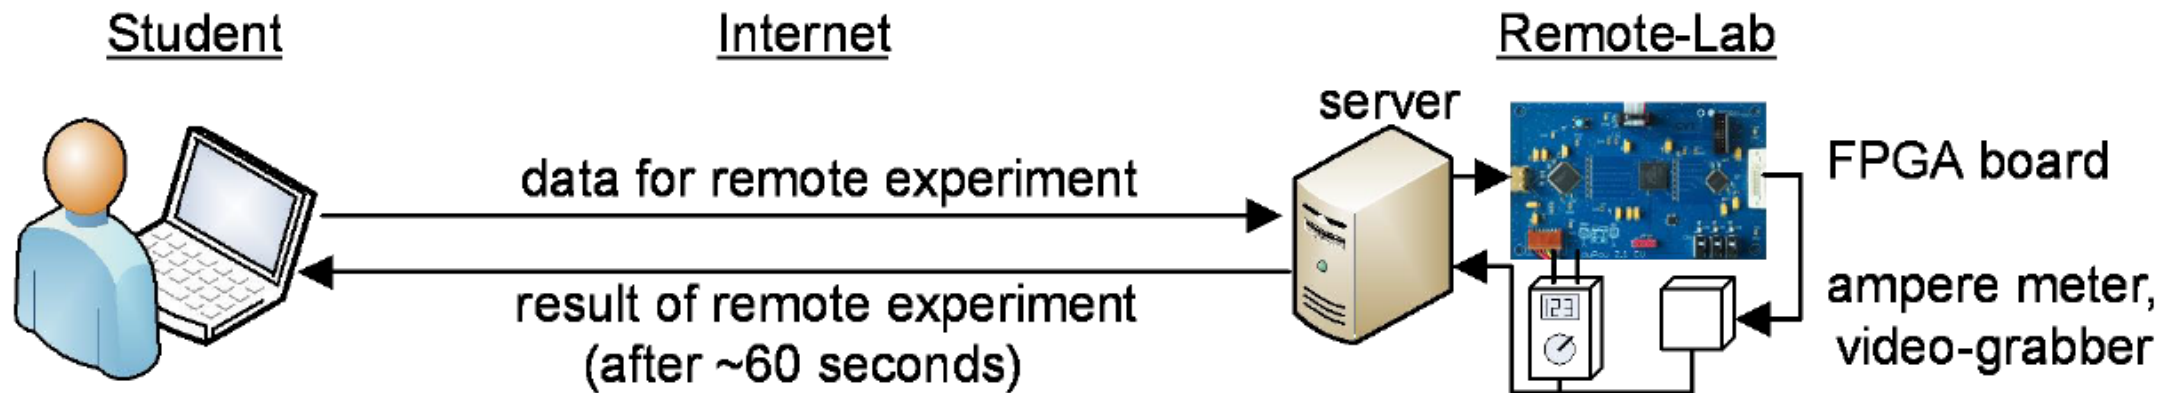 Student
Internet
Remote-Lab
server
data for remote experiment
FPGA board
result of remote experiment
(after ~60 seconds)
123
ampere meter,
video-grabber